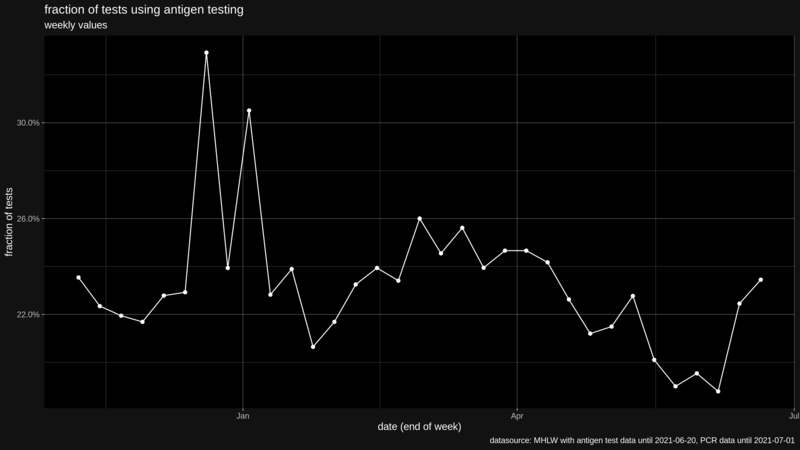 fraction of tests using antigen testing
weekly values
fraction of tests
30.0%
26.0%
22.0%
Jan
Apr
Jul
date (end of week)
datasource: MHLW with antigen test data until 2021-06-20, PCR data until 2021-07-01